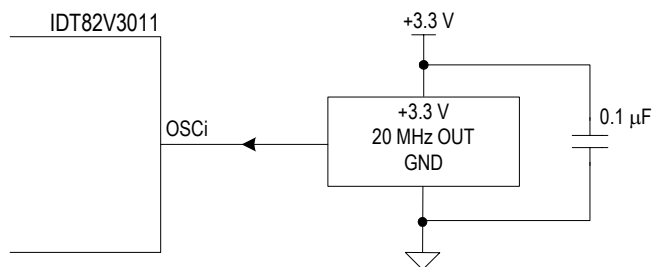 IDT82V3011
+3.3 V
OSCi
+3.3 V
20 MHz OUT
GND
0.1 μF